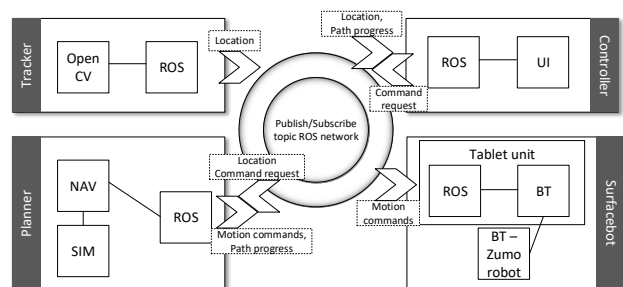 Tracker
Open
CV
ROS
Location
Location,
Path progress
Command
request
ROS
UI
Controller
Publish/Subscribe
topic ROS network
Planner
NAV
SIM
ROS
Location
Command request
Motion commands,
Path progress
Motion
commands
Tablet unit
ROS
BT
BT –
Zumo
robot
Surfacebot